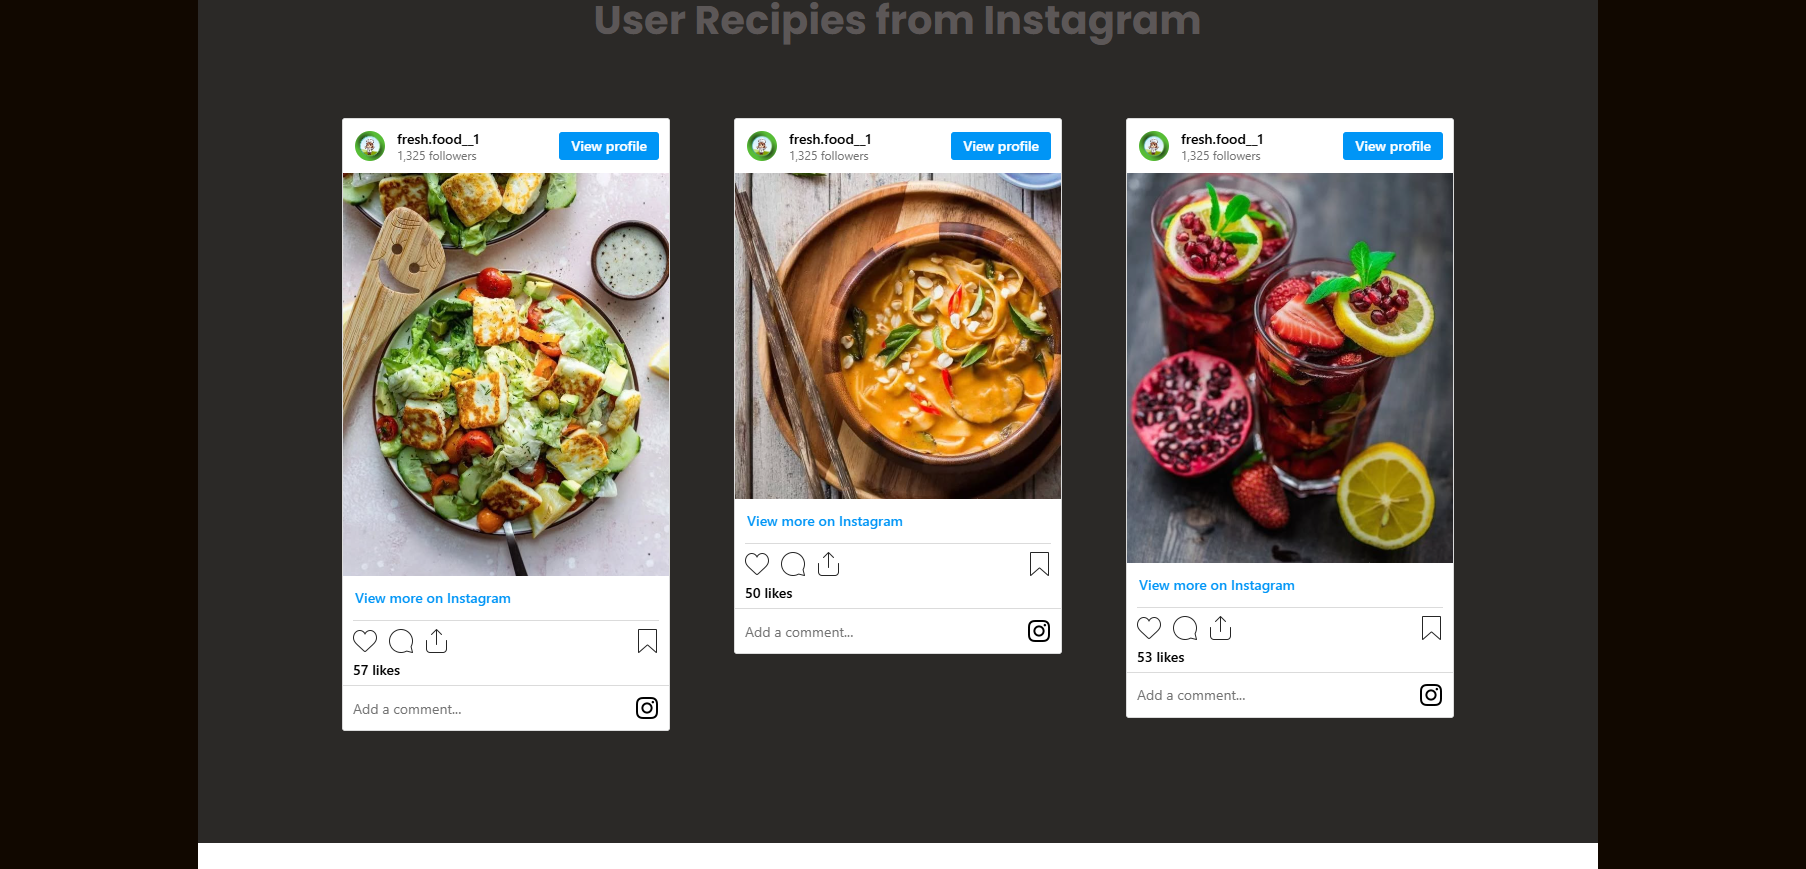 User Recipies from Instagram
fresh.food__1
1,325 followers
View profile
View more on Instagram
57 likes
Add a comment...
fresh.food__1
1,325 followers
View profile
View more on Instagram
50 likes
Add a comment...
fresh.food__1
1,325 followers
View profile
View more on Instagram
53 likes
Add a comment...